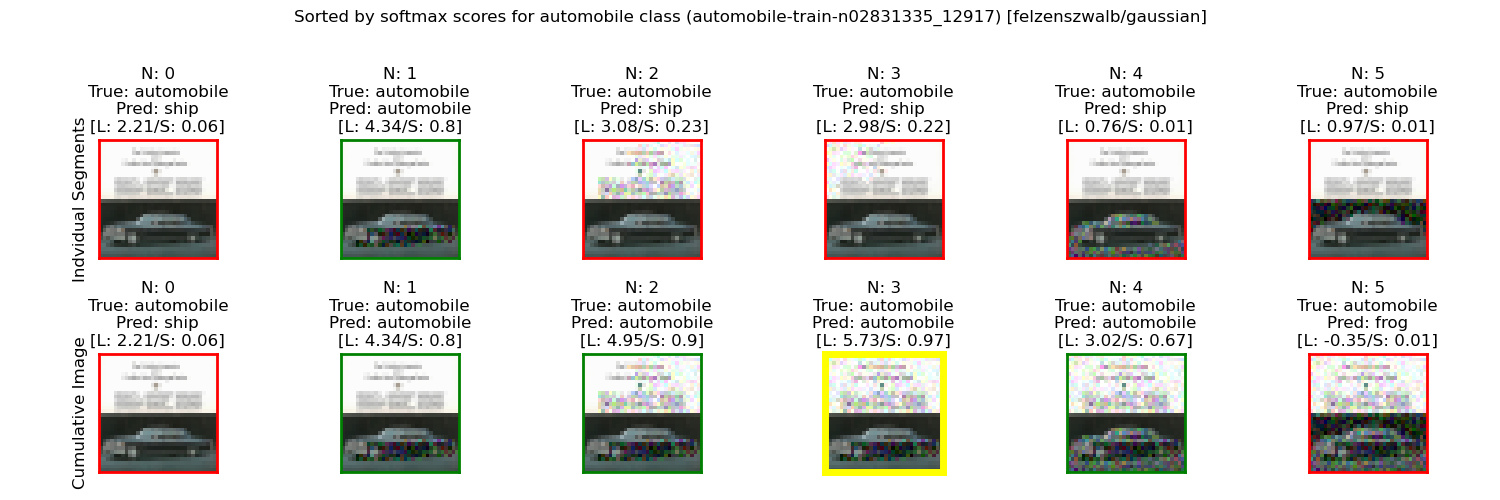 Sorted by softmax scores for automobile class (automobile-train-n02831335_12917) [felzenszwalb/gaussian]
Indvidual Segments
N: 0
True: automobile
Pred: ship
[L: 2.21/S: 0.06]
N: 1
True: automobile
Pred: automobile
[L: 4.34/S: 0.8]
N: 2
True: automobile
Pred: ship
[L: 3.08/S: 0.23]
N: 3
True: automobile
Pred: ship
[L: 2.98/S: 0.22]
N: 4
True: automobile
Pred: ship
[L: 0.76/S: 0.01]
N: 5
True: automobile
Pred: ship
[L: 0.97/S: 0.01]
Cumulative Image
N: 0
True: automobile
Pred: ship
[L: 2.21/S: 0.06]
N: 1
True: automobile
Pred: automobile
[L: 4.34/S: 0.8]
N: 2
True: automobile
Pred: automobile
[L: 4.95/S: 0.9]
N: 3
True: automobile
Pred: automobile
[L: 5.73/S: 0.97]
N: 4
True: automobile
Pred: automobile
[L: 3.02/S: 0.67]
N: 5
True: automobile
Pred: frog
[L: -0.35/S: 0.01]